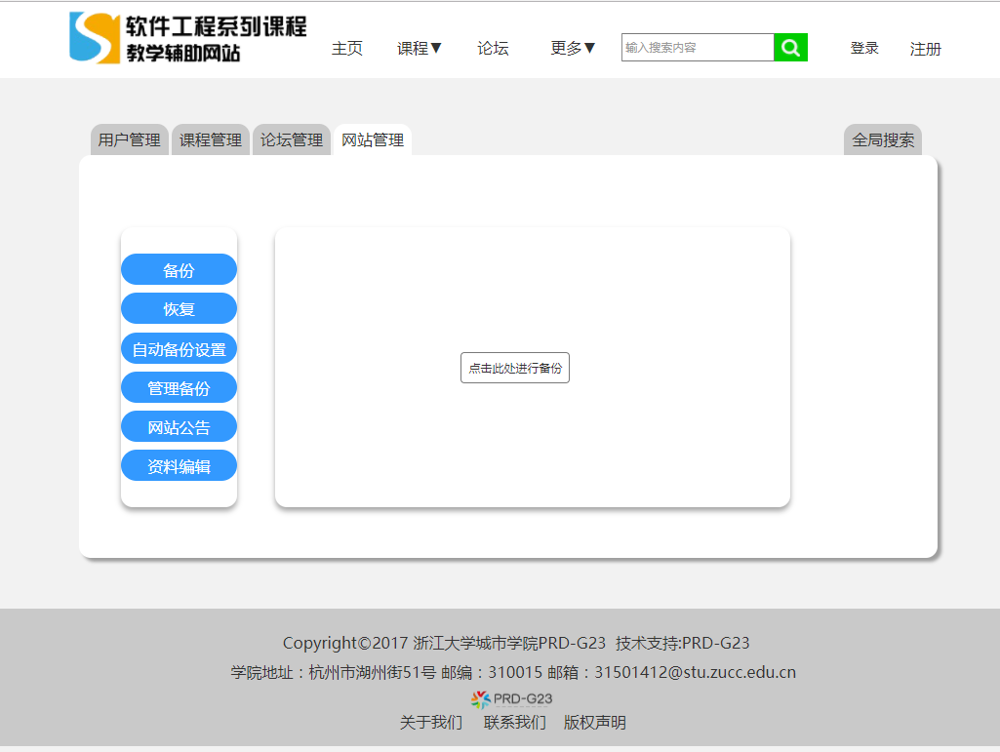 软件工程系列课程
教学辅助网站
主页 课程▼ 论坛 更多▼ 输入搜索内容 登录 注册
用户管理 课程管理 论坛管理 网站管理 全局搜索
备份
恢复
自动备份设置
管理备份
网站公告
资料编辑
点击此处进行备份
Copyright©2017 浙江大学城市学院PRD-G23 技术支持:PRD-G23
学院地址：杭州市湖州街51号 邮编：310015 邮箱：31501412@stu.zucc.edu.cn
PRD-G23
关于我们 联系我们 版权声明